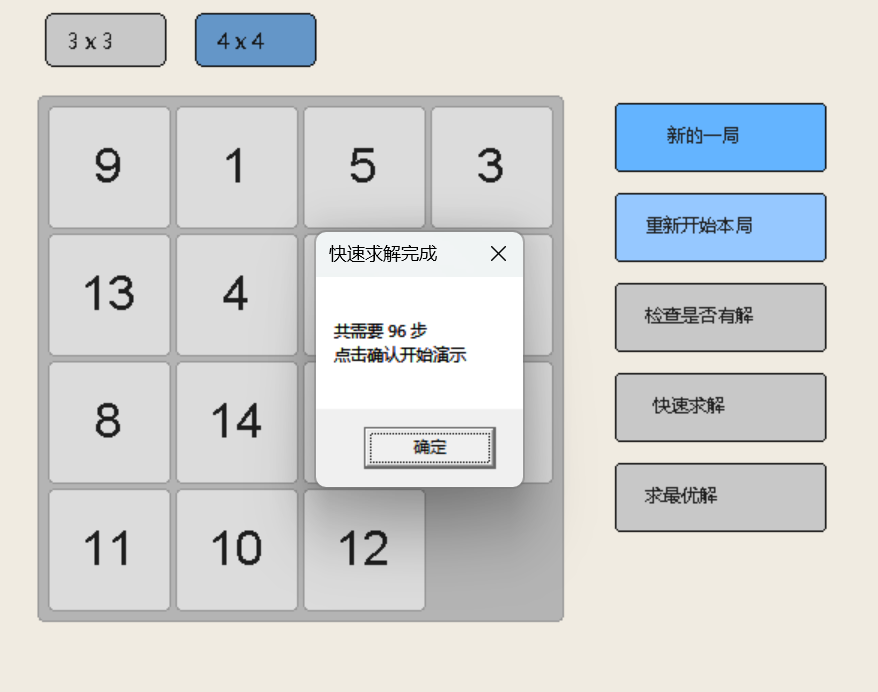 3 x 3
4 x 4
9 1 5 3
新的一局
重新开始本局
13 4
快速求解完成
共需要 96 步
点击确认开始演示
检查是否有解
8 14
快速求解
确定
求最优解
11 10 12